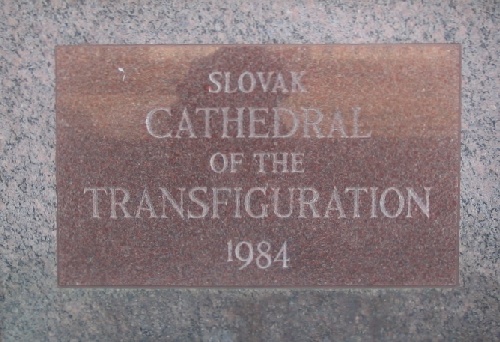 SLOVAK
CATHEDRAL
OF THE
TRANSFIGURATION
1984